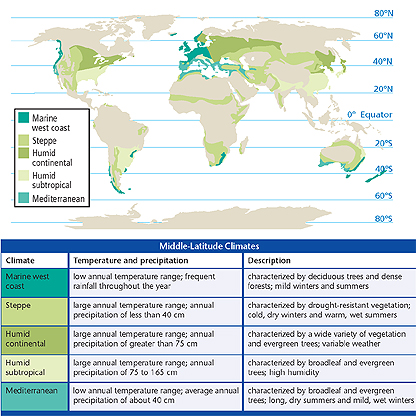 80°N
60°N
40°N
20°N
0° Equator
20°S
40°S
60°S
80°S
Marine
west coast
Steppe
Humid
continental
Humid
subtropical
Mediterranean
Middle-Latitude Climates
Climate
Temperature and precipitation
Description
Marine west
coast
low annual temperature range; frequent
rainfall throughout the year
characterized by deciduous trees and dense
forests; mild winters and summers
Steppe
large annual temperature range; annual
precipitation of less than 40 cm
characterized by drought-resistant vegetation;
cold, dry winters and warm, wet summers
Humid
continental
large annual temperature range; annual
precipitation of greater than 75 cm
characterized by a wide variety of vegetation
and evergreen trees; variable weather
Humid
subtropical
large annual temperature range; annual
precipitation of 75 to 165 cm
characterized by broadleaf and evergreen
trees; high humidity
Mediterranean
low annual temperature range; average annual
precipitation of about 40 cm
characterized by broadleaf and evergreen
trees; long, dry summers and mild, wet winters